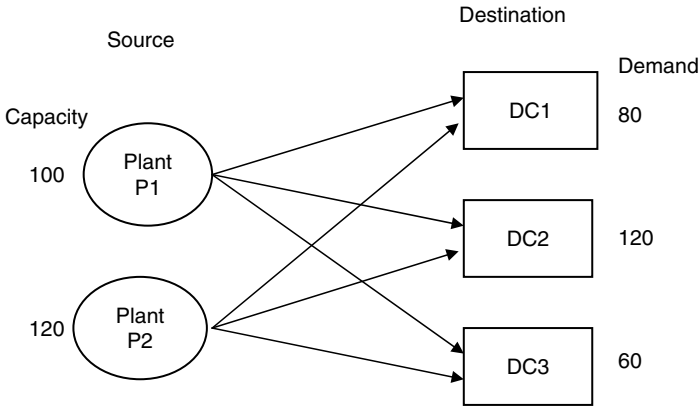 Source
Destination
Capacity
Demand
100
Plant
P1
DC1
80
DC2
120
120
Plant
P2
DC3
60